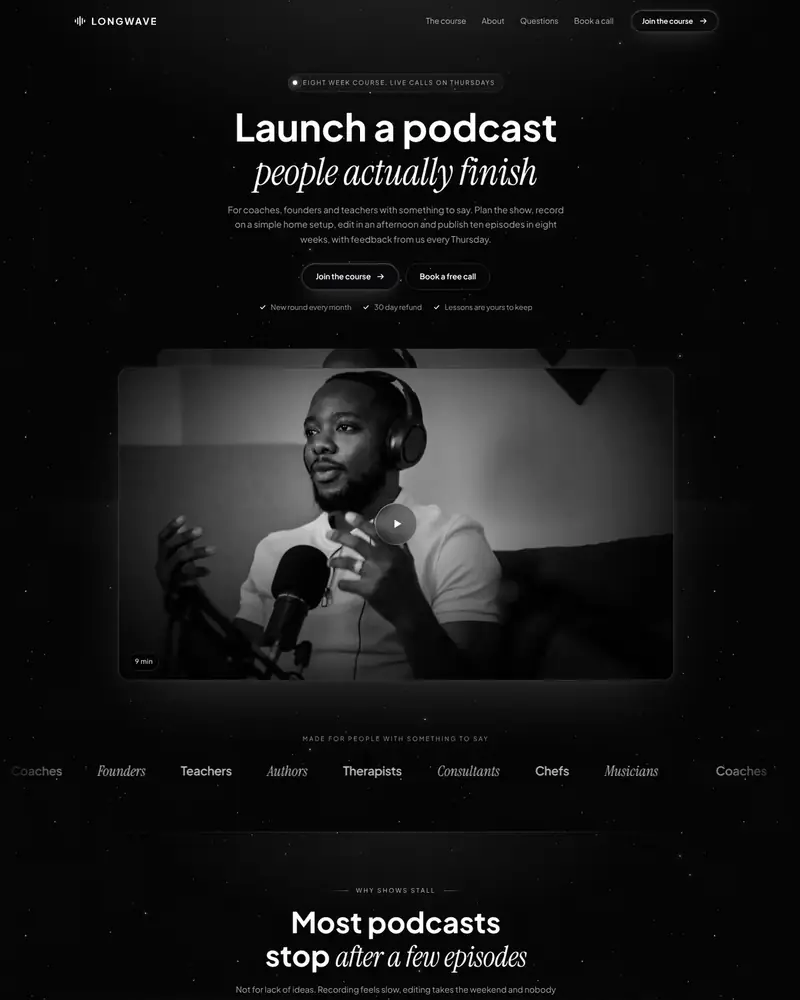 LONGWAVE
The course
About
Questions
Book a call
Join the course
EIGHT WEEK COURSE, LIVE CALLS ON THURSDAYS
Launch a podcast
people actually finish
For coaches, founders and teachers with something to say. Plan the show, record
on a simple home setup, edit in an afternoon and publish ten episodes in eight
weeks, with feedback from us every Thursday.
Join the course
Book a free call
New round every month
30 day refund
Lessons are yours to keep
9 min
MADE FOR PEOPLE WITH SOMETHING TO SAY
Coaches Founders Teachers Authors Therapists Consultants Chefs Musicians Coaches
WHY SHOWS STALL
Most podcasts
stop after a few episodes
Not for lack of ideas. Recording feels slow, editing takes the weekend and nobody